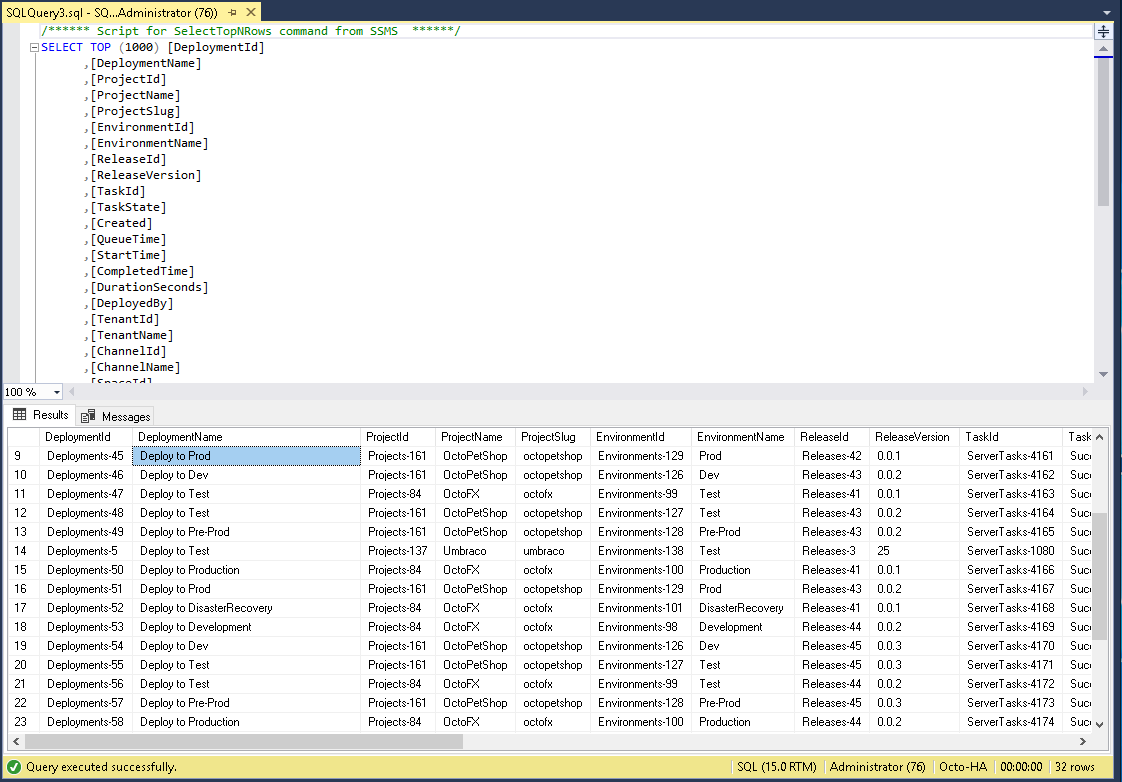 SQLQuery3.sql - SQ...Administrator (76))
/****** Script for SelectTopNRows command from SSMS  ******/
SELECT TOP (1000) [DeploymentId]
,[DeploymentName]
,[ProjectId]
,[ProjectName]
,[ProjectSlug]
,[EnvironmentId]
,[EnvironmentName]
,[ReleaseId]
,[ReleaseVersion]
,[TaskId]
,[TaskState]
,[Created]
,[QueueTime]
,[StartTime]
,[CompletedTime]
,[DurationSeconds]
,[DeployedBy]
,[TenantId]
,[TenantName]
,[ChannelId]
,[ChannelName]
,[SpaceId]
100 %
Results Messages
DeploymentId DeploymentName ProjectId ProjectName ProjectSlug EnvironmentId EnvironmentName ReleaseId ReleaseVersion TaskId Task
9 Deployments-45 Deploy to Prod Projects-161 OctoPetShop octopetshop Environments-129 Prod Releases-42 0.0.1 ServerTasks-4161 Succ
10 Deployments-46 Deploy to Dev Projects-161 OctoPetShop octopetshop Environments-126 Dev Releases-43 0.0.2 ServerTasks-4162 Succ
11 Deployments-47 Deploy to Test Projects-84 OctoFX octofx Environments-99 Test Releases-41 0.0.1 ServerTasks-4163 Succ
12 Deployments-48 Deploy to Test Projects-161 OctoPetShop octopetshop Environments-127 Test Releases-43 0.0.2 ServerTasks-4164 Succ
13 Deployments-49 Deploy to Pre-Prod Projects-161 OctoPetShop octopetshop Environments-128 Pre-Prod Releases-43 0.0.2 ServerTasks-4165 Succ
14 Deployments-5 Deploy to Test Projects-137 Umbraco umbraco Environments-138 Test Releases-3 25 ServerTasks-1080 Succ
15 Deployments-50 Deploy to Production Projects-84 OctoFX octofx Environments-100 Production Releases-41 0.0.1 ServerTasks-4166 Succ
16 Deployments-51 Deploy to Prod Projects-161 OctoPetShop octopetshop Environments-129 Prod Releases-43 0.0.2 ServerTasks-4167 Succ
17 Deployments-52 Deploy to DisasterRecovery Projects-84 OctoFX octofx Environments-101 DisasterRecovery Releases-41 0.0.1 ServerTasks-4168 Succ
18 Deployments-53 Deploy to Development Projects-84 OctoFX octofx Environments-98 Development Releases-44 0.0.2 ServerTasks-4169 Succ
19 Deployments-54 Deploy to Dev Projects-161 OctoPetShop octopetshop Environments-126 Dev Releases-45 0.0.3 ServerTasks-4170 Succ
20 Deployments-55 Deploy to Test Projects-161 OctoPetShop octopetshop Environments-127 Test Releases-45 0.0.3 ServerTasks-4171 Succ
21 Deployments-56 Deploy to Test Projects-84 OctoFX octofx Environments-99 Test Releases-44 0.0.2 ServerTasks-4172 Succ
22 Deployments-57 Deploy to Pre-Prod Projects-161 OctoPetShop octopetshop Environments-128 Pre-Prod Releases-45 0.0.3 ServerTasks-4173 Succ
23 Deployments-58 Deploy to Production Projects-84 OctoFX octofx Environments-100 Production Releases-44 0.0.2 ServerTasks-4174 Succ
Query executed successfully. SQL (15.0 RTM) Administrator (76) Octo-HA 00:00:00 32 rows